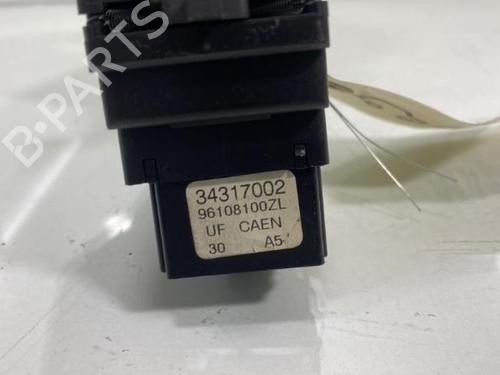 B-PARTS
34317002
96108100ZL
UF CAEN
30 A5